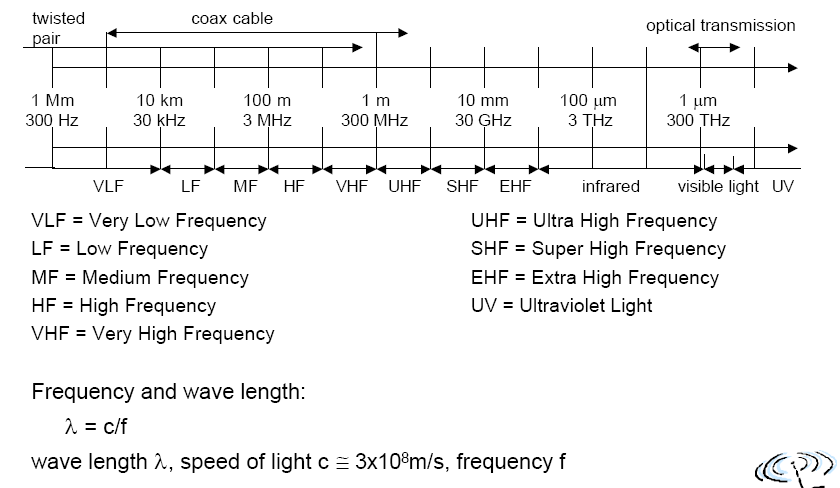 twisted pair
coax cable
optical transmission
1 Mm 10 km 100 m 1 m 10 mm 100 µm 1 µm
300 Hz 30 kHz 3 MHz 300 MHz 30 GHz 3 THz 300 THz
VLF LF MF HF VHF UHF SHF EHF infrared visible light UV
VLF = Very Low Frequency
LF = Low Frequency
MF = Medium Frequency
HF = High Frequency
VHF = Very High Frequency
UHF = Ultra High Frequency
SHF = Super High Frequency
EHF = Extra High Frequency
UV = Ultraviolet Light
Frequency and wave length:
λ = c/f
wave length λ, speed of light c ≅ 3x10⁸m/s, frequency f